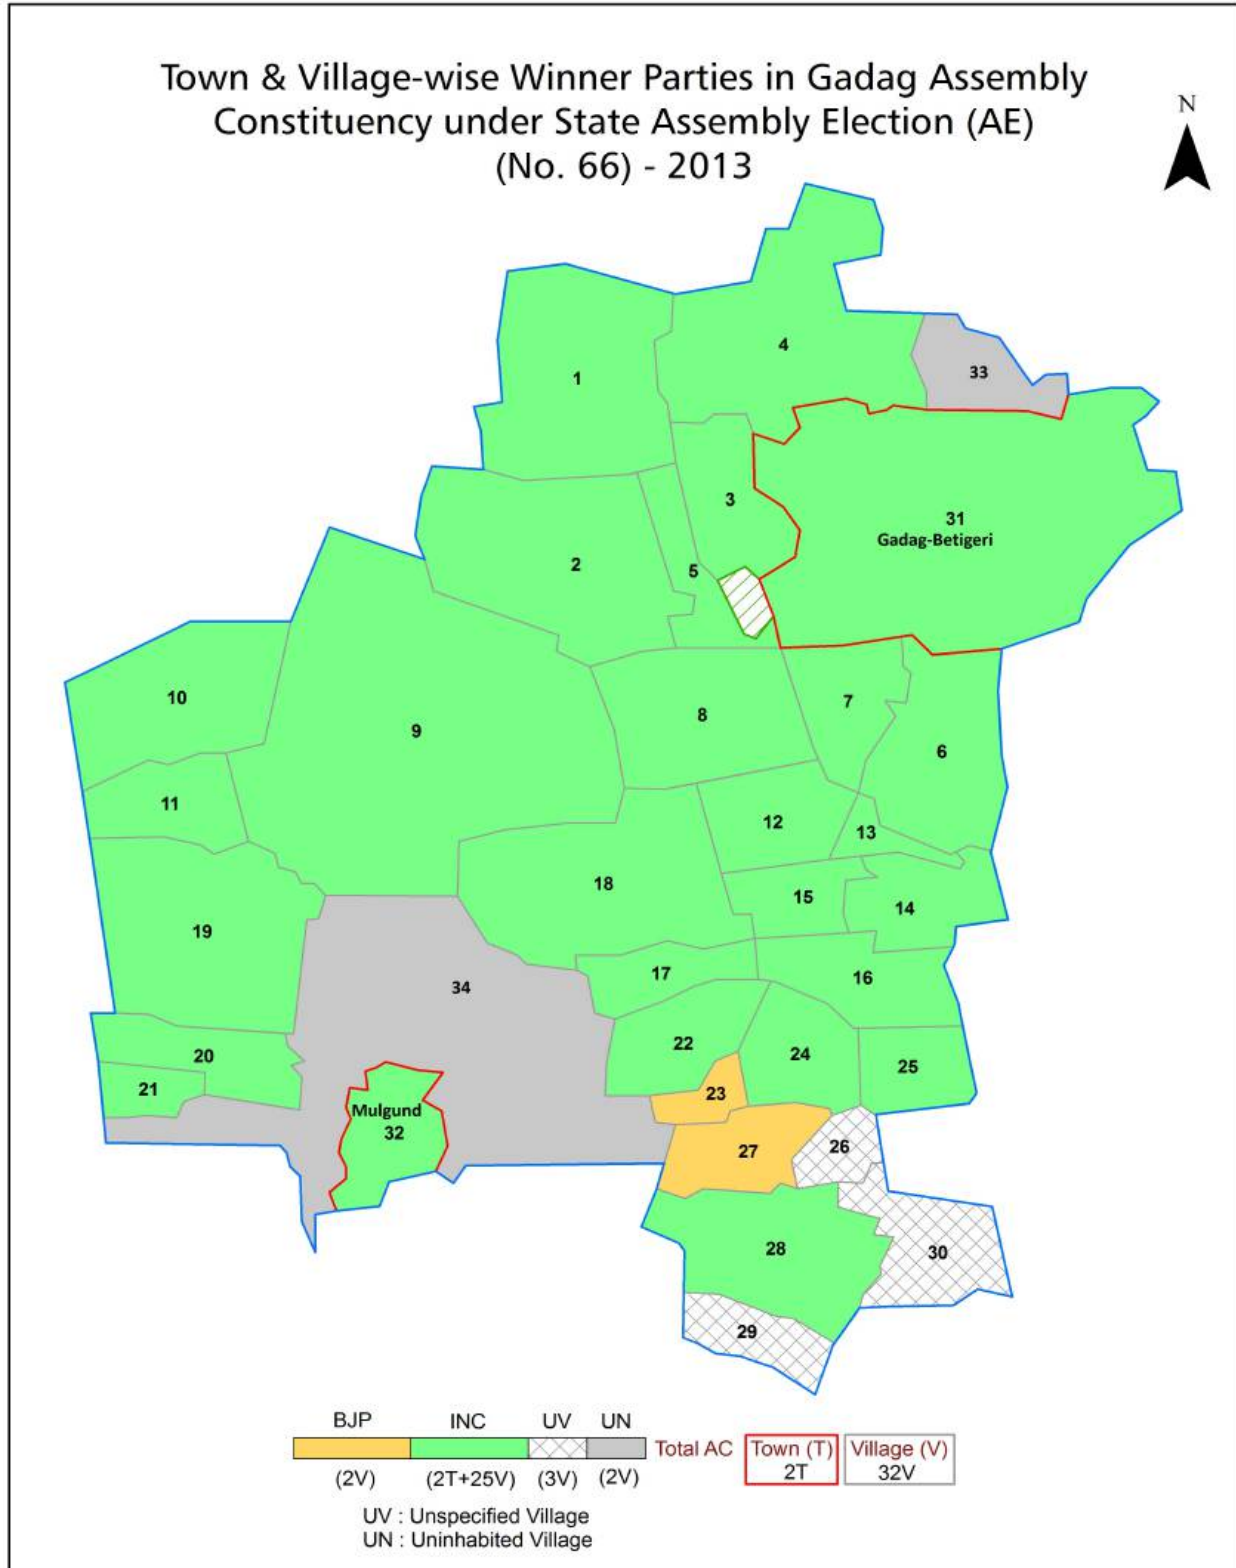 Town & Village-wise Winner Parties in Gadag Assembly
Constituency under State Assembly Election (AE)
(No. 66) - 2013
N
4
33
1
3
31
Gadag-Betigeri
2
5
10
9
8
7
6
11
12
13
18
15
14
19
17
16
34
22
24
25
20
21
23
Mulgund
32
27
26
28
30
29
BJP INC UV UN
Total AC Town (T) Village (V)
2T 32V
(2V) (2T+25V) (3V) (2V)
UV : Unspecified Village
UN : Uninhabited Village